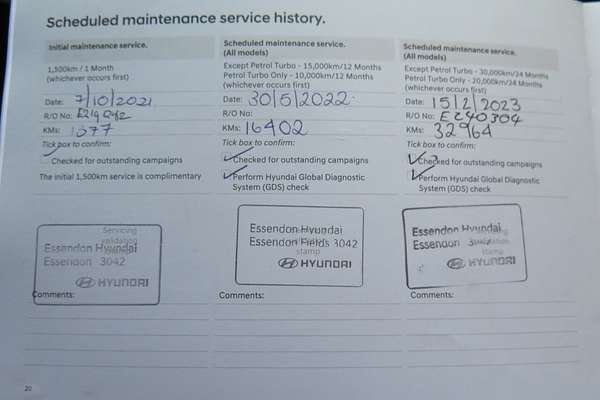 Scheduled maintenance service history.
Initial maintenance service.
1,500km / 1 Month
(whichever occurs first)
Date: 7/10/2021
R/O No:
KMs: 1577
Tick box to confirm:
Checked for outstanding campaigns
The initial 1,500km service is complimentary
Servicing
validation
stamp
Essendon Hyundai
Essendon 3042
HYUNDAI
Comments:
Scheduled maintenance service.
(All models)
Except Petrol Turbo - 15,000km/12 Months
Petrol Turbo Only - 10,000km/12 Months
(whichever occurs first)
Date: 30/5/2022
R/O No:
KMs: 16402
Tick box to confirm:
Checked for outstanding campaigns
Perform Hyundai Global Diagnostic
System (GDS) check
Essendon Hyundai
Essendon Fields 3042
stamp
HYUNDAI
Comments:
Scheduled maintenance service.
(All models)
Except Petrol Turbo - 30,000km/24 Months
Petrol Turbo Only - 20,000km/24 Months
(whichever occurs first)
Date: 15/2/2023
R/O No: E240304
KMs: 32964
Tick box to confirm:
Checked for outstanding campaigns
Perform Hyundai Global Diagnostic
System (GDS) check
Essendon Hyundai
Essendon 3042
stamp
HYUNDAI
Comments:
20